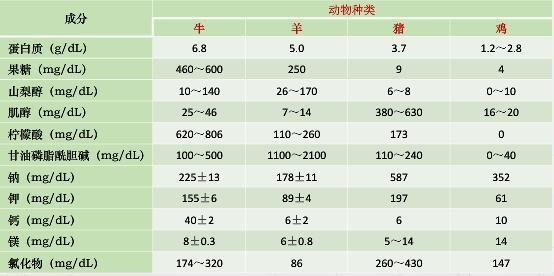 成分 动物种类
牛 羊 猪 鸡
蛋白质 (g/dL) 6.8 5.0 3.7 1.2～2.8
果糖 (mg/dL) 460～600 250 9 4
山梨醇 (mg/dL) 10～140 26～170 6～8 0～10
肌醇 (mg/dL) 25～46 7～14 380～630 16～20
柠檬酸 (mg/dL) 620～806 110～260 173 0
甘油磷脂酰胆碱 (mg/dL) 100～500 1100～2100 110～240 0～40
钠 (mg/dL) 225±13 178±11 587 352
钾 (mg/dL) 155±6 89±4 197 61
钙 (mg/dL) 40±2 6±2 6 10
镁 (mg/dL) 8±0.3 6±0.8 5～14 14
氯化物 (mg/dL) 174～320 86 260～430 147